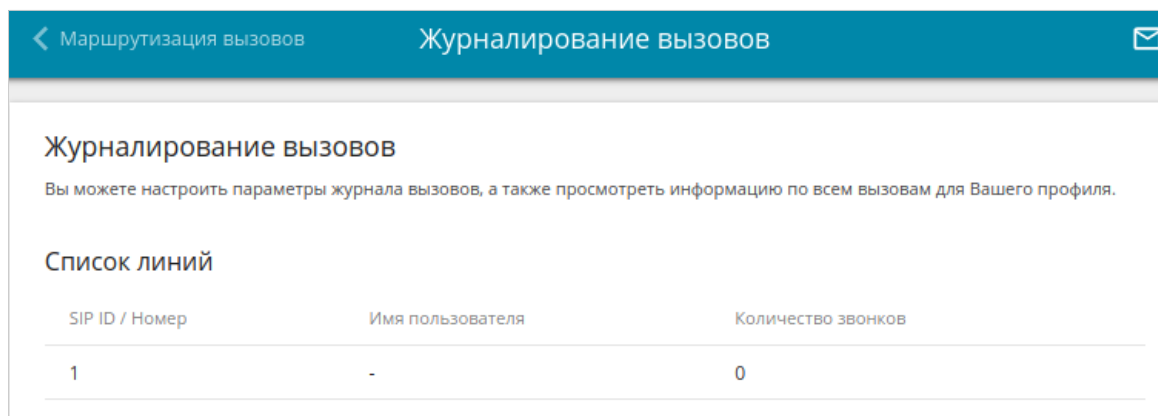 Маршрутизация вызовов Журналирование вызовов
Журналирование вызовов
Вы можете настроить параметры журнала вызовов, а также просмотреть информацию по всем вызовам для Вашего профиля.
Список линий
SIP ID / Номер Имя пользователя Количество звонков
1 - 0